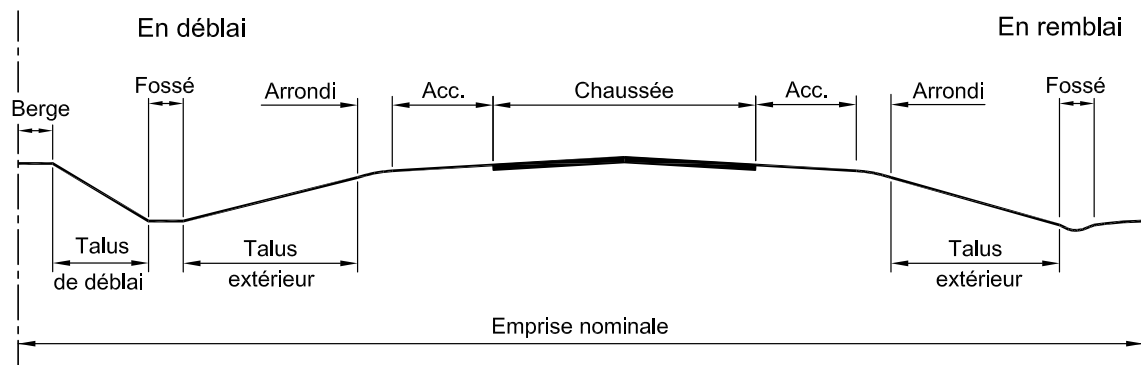 En déblai
En remblai
Fossé
Arrondi
Acc.
Chaussée
Acc.
Arrondi
Fossé
Berge
Talus
de déblai
Talus
extérieur
Talus
extérieur
Emprise nominale